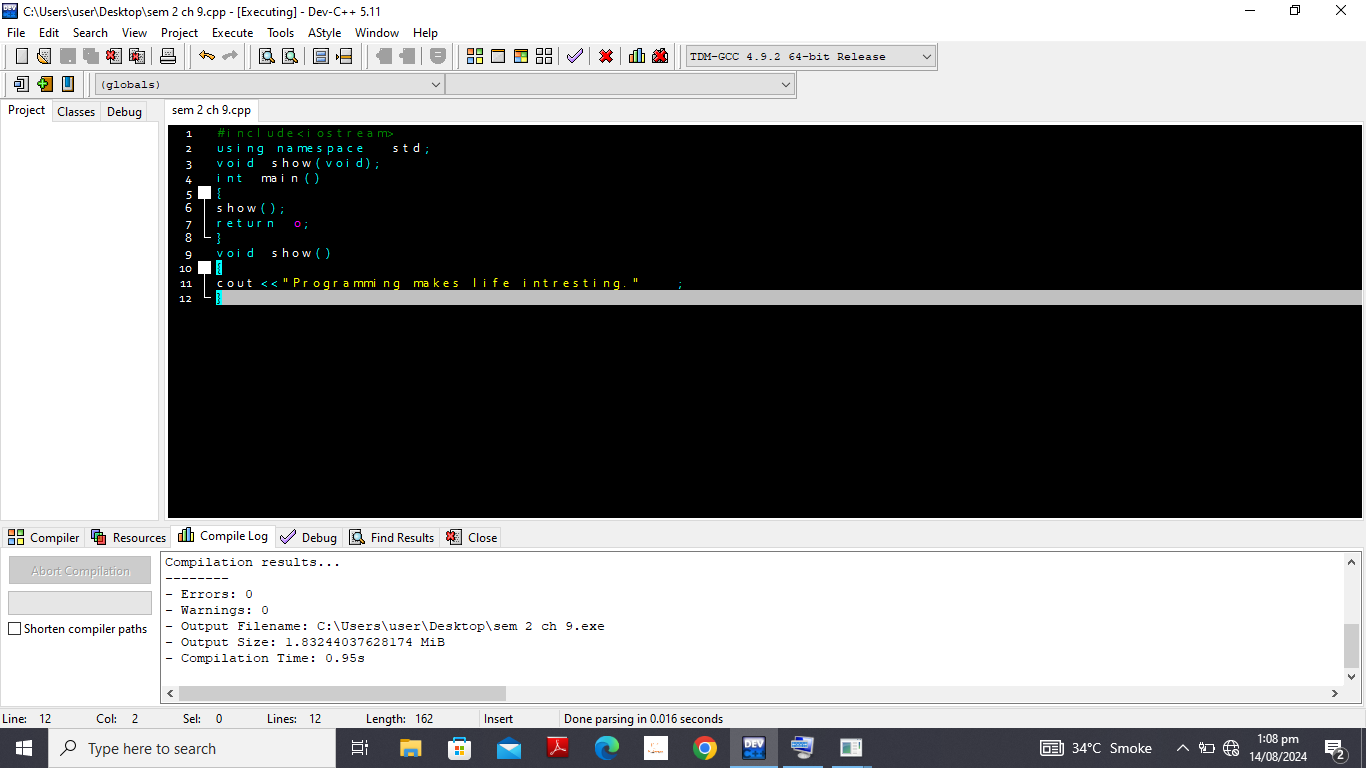 C:\Users\user\Desktop\sem 2 ch 9.cpp - [Executing] - Dev-C++ 5.11
File Edit Search View Project Execute Tools AStyle Window Help
TDM-GCC 4.9.2 64-bit Release
(globals)
Project Classes Debug
sem 2 ch 9.cpp
1 #include<iostream>
2 using namespace std;
3 void show(void);
4 int main()
5 {
6 show();
7 return 0;
8 }
9 void show()
10 {
11 cout <<"Programming makes life intresting." ;
12 }
Compiler Resources Compile Log Debug Find Results Close
Abort Compilation
Shorten compiler paths
Compilation results...
--------
- Errors: 0
- Warnings: 0
- Output Filename: C:\Users\user\Desktop\sem 2 ch 9.exe
- Output Size: 1.83244037628174 MiB
- Compilation Time: 0.95s
Line: 12 Col: 2 Sel: 0 Lines: 12 Length: 162 Insert Done parsing in 0.016 seconds
Type here to search
DEV
34°C Smoke
1:08 pm
14/08/2024
2